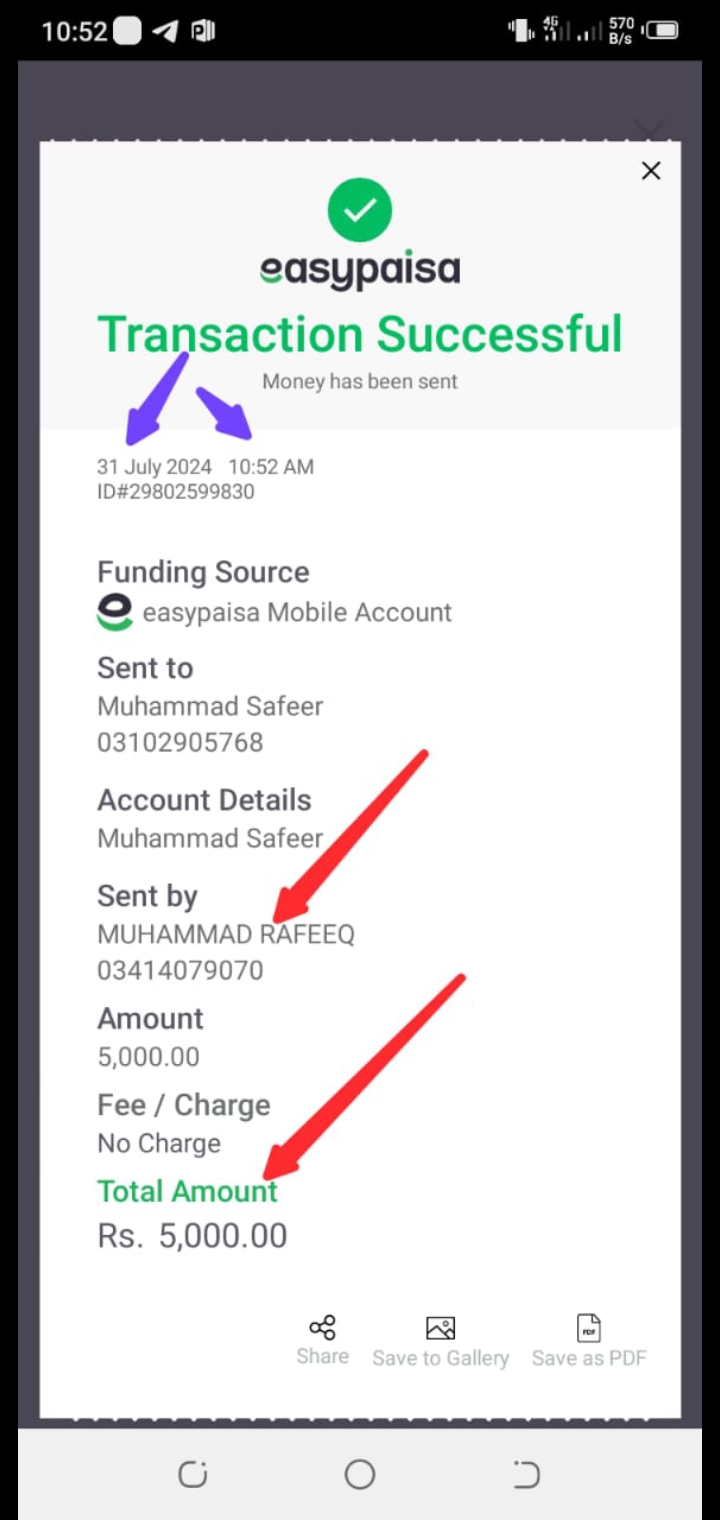 10:52
4G
570
B/s
easypaisa
Transaction Successful
Money has been sent
31 July 2024 10:52 AM
ID#29802599830
Funding Source
easypaisa Mobile Account
Sent to
Muhammad Safeer
03102905768
Account Details
Muhammad Safeer
Sent by
MUHAMMAD RAFEEQ
03414079070
Amount
5,000.00
Fee / Charge
No Charge
Total Amount
Rs. 5,000.00
PDF
Share Save to Gallery Save as PDF